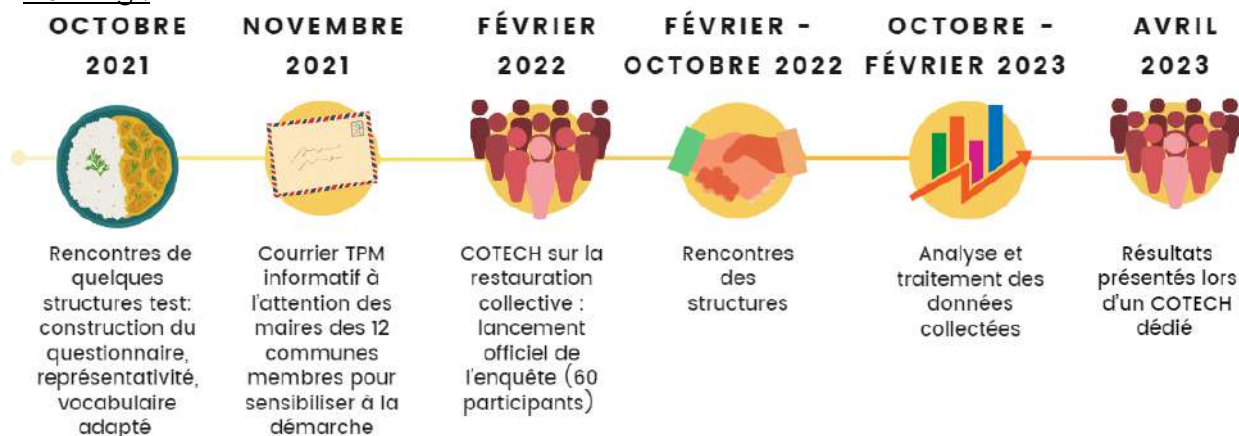 OCTOBRE
2021
NOVEMBRE
2021
FÉVRIER
2022
FÉVRIER -
OCTOBRE 2022
OCTOBRE -
FÉVRIER 2023
AVRIL
2023
Rencontres de
quelques
structures test:
construction du
questionnaire,
représentativité,
vocabulaire
adapté
Courrier TPM
informatif à
l'attention des
maires des 12
communes
membres pour
sensibiliser à la
démarche
COTECH sur la
restauration
collective :
lancement
officiel de
l'enquête (60
participants)
Rencontres
des
structures
Analyse et
traitement des
données
collectées
Résultats
présentés lors
d'un COTECH
dédié